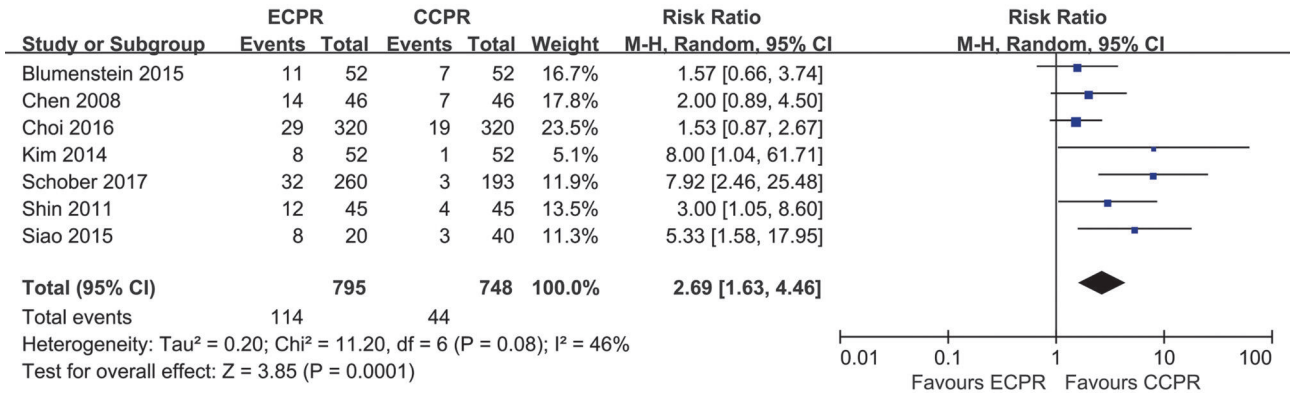 ECPR CCPR Risk Ratio Risk Ratio
Study or Subgroup Events Total Events Total Weight M-H, Random, 95% CI M-H, Random, 95% CI
Blumenstein 2015 11 52 7 52 16.7% 1.57 [0.66, 3.74]
Chen 2008 14 46 7 46 17.8% 2.00 [0.89, 4.50]
Choi 2016 29 320 19 320 23.5% 1.53 [0.87, 2.67]
Kim 2014 8 52 1 52 5.1% 8.00 [1.04, 61.71]
Schober 2017 32 260 3 193 11.9% 7.92 [2.46, 25.48]
Shin 2011 12 45 4 45 13.5% 3.00 [1.05, 8.60]
Siao 2015 8 20 3 40 11.3% 5.33 [1.58, 17.95]
Total (95% CI) 795 748 100.0% 2.69 [1.63, 4.46]
Total events 114 44
Heterogeneity: Tau² = 0.20; Chi² = 11.20, df = 6 (P = 0.08); I² = 46%
Test for overall effect: Z = 3.85 (P = 0.0001)
0.01 0.1 1 10 100
Favours ECPR Favours CCPR